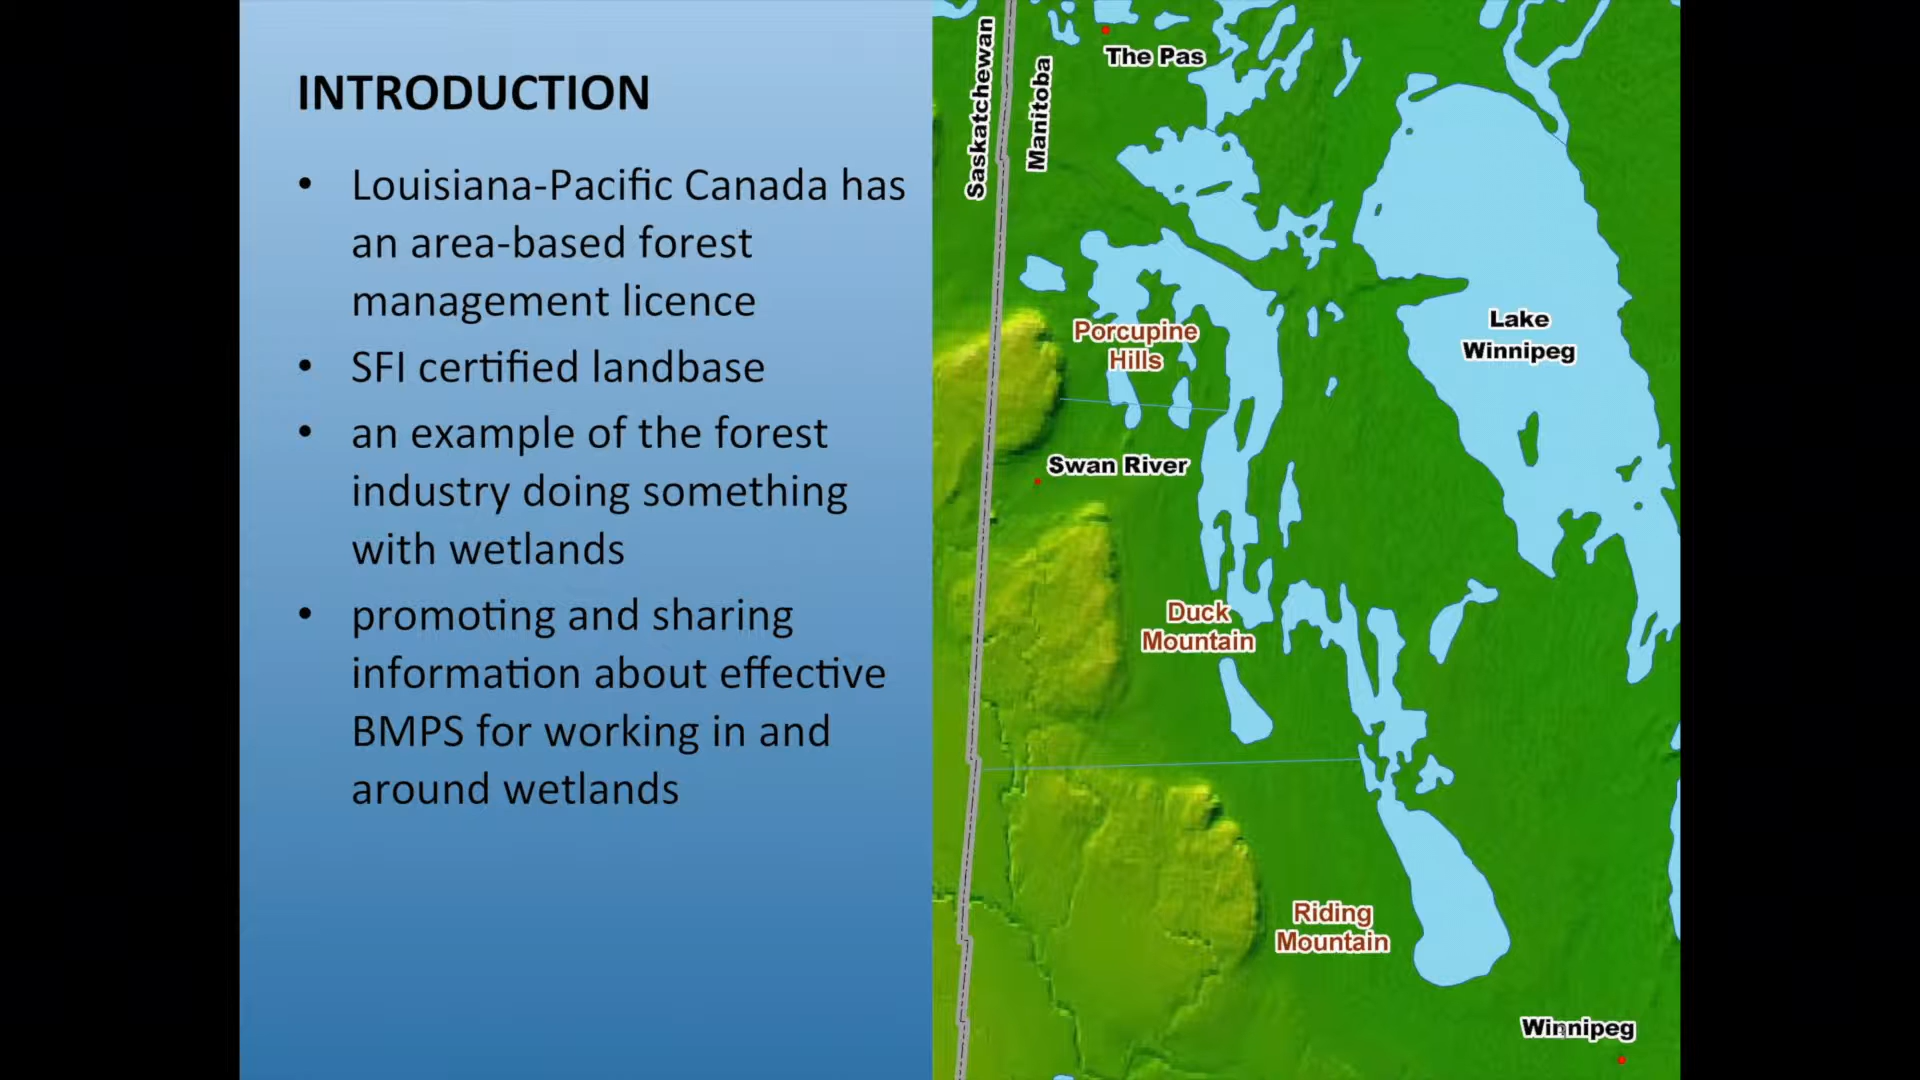 INTRODUCTION
• Louisiana-Pacific Canada has
an area-based forest
management licence
• SFI certified landbase
• an example of the forest
industry doing something
with wetlands
• promoting and sharing
information about effective
BMPS for working in and
around wetlands
Saskatchewan
Manitoba
The Pas
Porcupine
Hills
Lake
Winnipeg
Swan River
Duck
Mountain
Riding
Mountain
Winnipeg